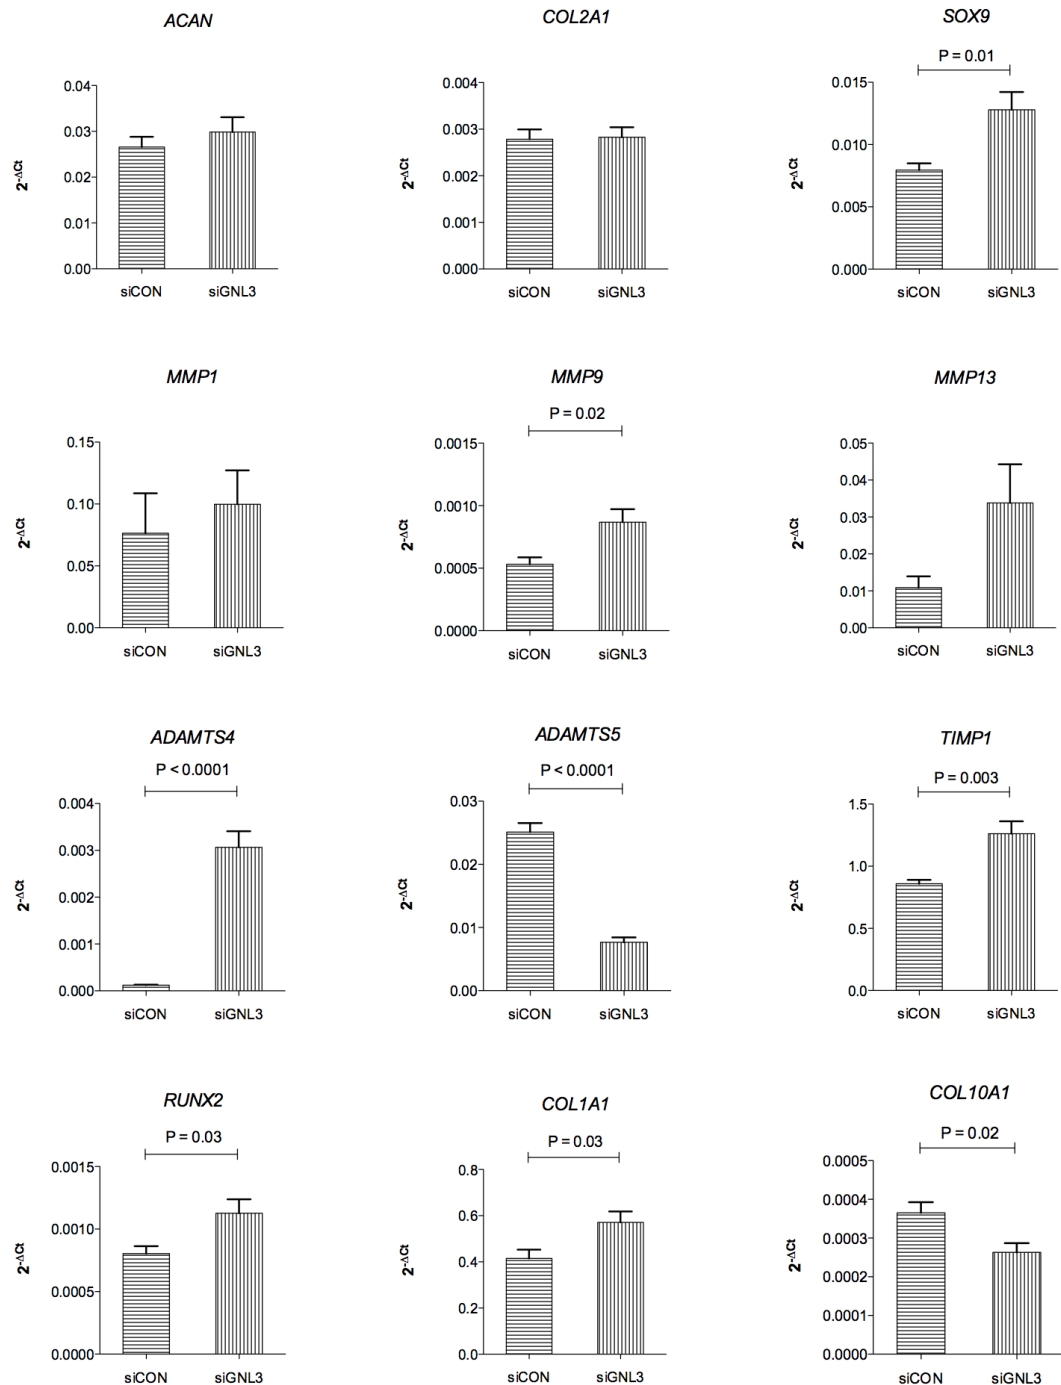 ACAN
0.04
0.03
0.02
0.01
0.00
2^-ΔCt
siCON siGNL3
COL2A1
0.004
0.003
0.002
0.001
0.000
2^-ΔCt
siCON siGNL3
SOX9
P = 0.01
0.015
0.010
0.005
0.000
2^-ΔCt
siCON siGNL3
MMP1
0.15
0.10
0.05
0.00
2^-ΔCt
siCON siGNL3
MMP9
P = 0.02
0.0015
0.0010
0.0005
0.0000
2^-ΔCt
siCON siGNL3
MMP13
0.05
0.04
0.03
0.02
0.01
0.00
2^-ΔCt
siCON siGNL3
ADAMTS4
P < 0.0001
0.004
0.003
0.002
0.001
0.000
2^-ΔCt
siCON siGNL3
ADAMTS5
P < 0.0001
0.03
0.02
0.01
0.00
2^-ΔCt
siCON siGNL3
TIMP1
P = 0.003
1.5
1.0
0.5
0.0
2^-ΔCt
siCON siGNL3
RUNX2
P = 0.03
0.0015
0.0010
0.0005
0.0000
2^-ΔCt
siCON siGNL3
COL1A1
P = 0.03
0.8
0.6
0.4
0.2
0.0
2^-ΔCt
siCON siGNL3
COL10A1
P = 0.02
0.0005
0.0004
0.0003
0.0002
0.0001
0.0000
2^-ΔCt
siCON siGNL3